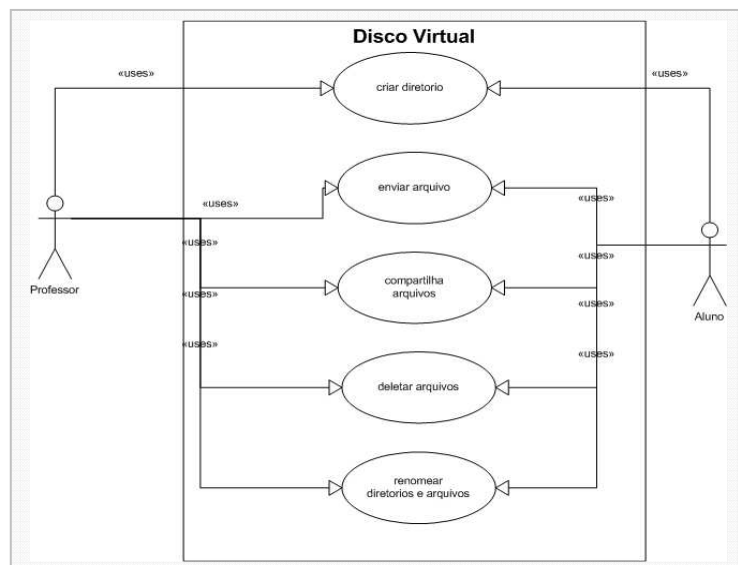 Disco Virtual
«uses»
«uses»
criar diretorio
enviar arquivo
«uses»
«uses»
«uses»
«uses»
compartilha
arquivos
Professor
«uses»
«uses»
Aluno
«uses»
«uses»
deletar arquivos
renomear
diretorios e arquivos